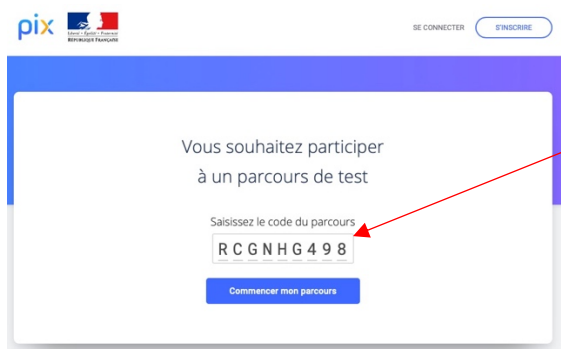 pix
Liberté • Égalité • Fraternité
RÉPUBLIQUE FRANÇAISE
SE CONNECTER
S'INSCRIRE
Vous souhaitez participer
à un parcours de test
Saisissez le code du parcours
RCGNHG498
Commencer mon parcours